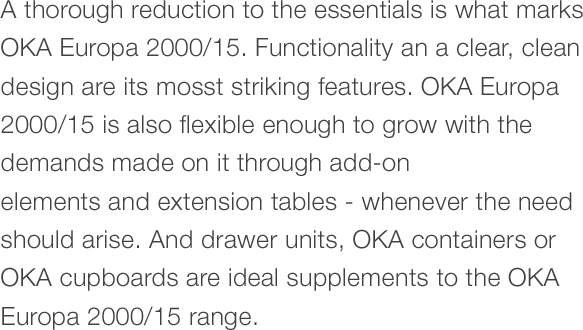 A thorough reduction to the essentials is what marks
OKA Europa 2000/15. Functionality an a clear, clean
design are its mosst striking features. OKA Europa
2000/15 is also flexible enough to grow with the
demands made on it through add-on
elements and extension tables - whenever the need
should arise. And drawer units, OKA containers or
OKA cupboards are ideal supplements to the OKA
Europa 2000/15 range.